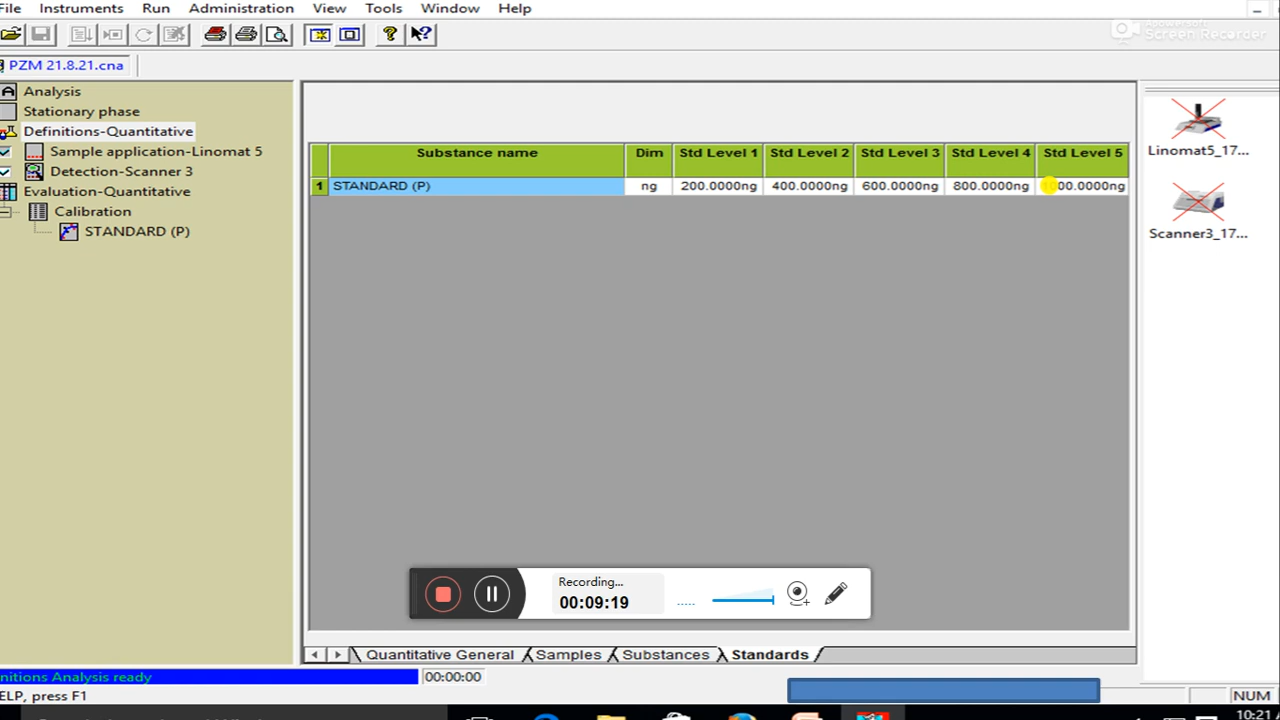 File Instruments Run Administration View Tools Window Help
Screen Recorder
PZM 21.8.21.cna
Analysis
Stationary phase
Definitions-Quantitative
Sample application-Linomat 5
Detection-Scanner 3
Evaluation-Quantitative
Calibration
STANDARD (P)
Substance name Dim Std Level 1 Std Level 2 Std Level 3 Std Level 4 Std Level 5
1 STANDARD (P) ng 200.0000ng 400.0000ng 600.0000ng 800.0000ng 1000.0000ng
Linomat5_17...
Scanner3_17...
Recording...
00:09:19
Quantitative General Samples Substances Standards
nitions Analysis ready 00:00:00
ELP, press F1 NUM
10:21